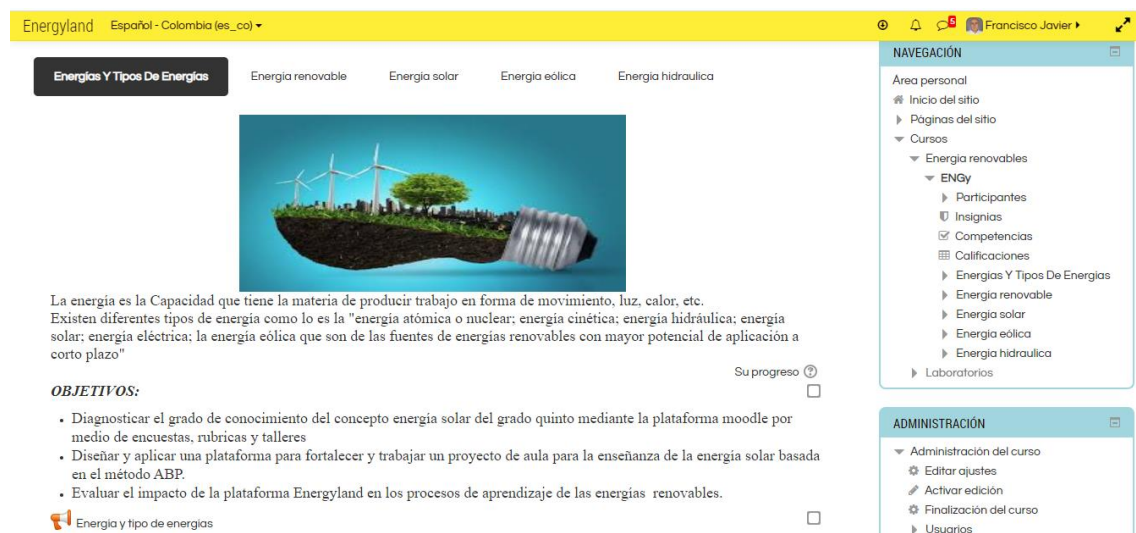 Energyland Español - Colombia (es_co)
5 Francisco Javier
Energías Y Tipos De Energías Energia renovable Energia solar Energia eólica Energia hidraulica
La energía es la Capacidad que tiene la materia de producir trabajo en forma de movimiento, luz, calor, etc.
Existen diferentes tipos de energía como lo es la "energía atómica o nuclear; energía cinética; energía hidráulica; energía
solar; energía eléctrica; la energía eólica que son de las fuentes de energías renovables con mayor potencial de aplicación a
corto plazo"
Su progreso
OBJETIVOS:
• Diagnosticar el grado de conocimiento del concepto energía solar del grado quinto mediante la plataforma moodle por
medio de encuestas, rubricas y talleres
• Diseñar y aplicar una plataforma para fortalecer y trabajar un proyecto de aula para la enseñanza de la energía solar basada
en el método ABP.
• Evaluar el impacto de la plataforma Energyland en los procesos de aprendizaje de las energías renovables.
Energia y tipo de energias
NAVEGACIÓN
Área personal
Inicio del sitio
Páginas del sitio
Cursos
Energia renovables
ENGy
Participantes
Insignias
Competencias
Calificaciones
Energías Y Tipos De Energías
Energia renovable
Energia solar
Energia eólica
Energia hidraulica
Laboratorios
ADMINISTRACIÓN
Administración del curso
Editar ajustes
Activar edición
Finalización del curso
Usuarios